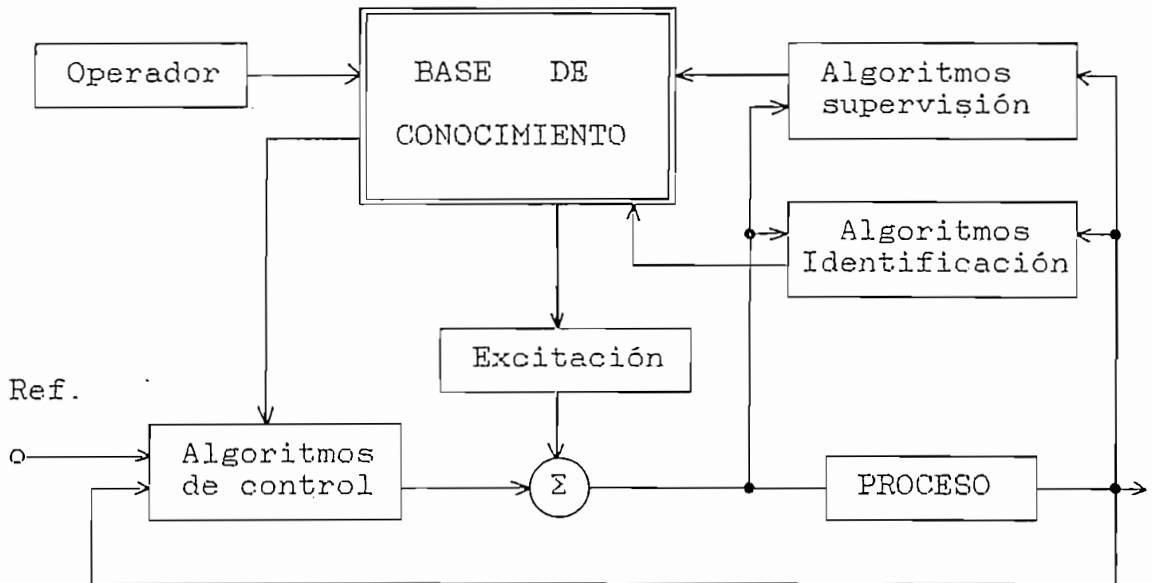 Operador
BASE DE
CONOCIMIENTO
Algoritmos
supervisión
Algoritmos
Identificación
Excitación
Ref.
Algoritmos
de control
Σ
PROCESO